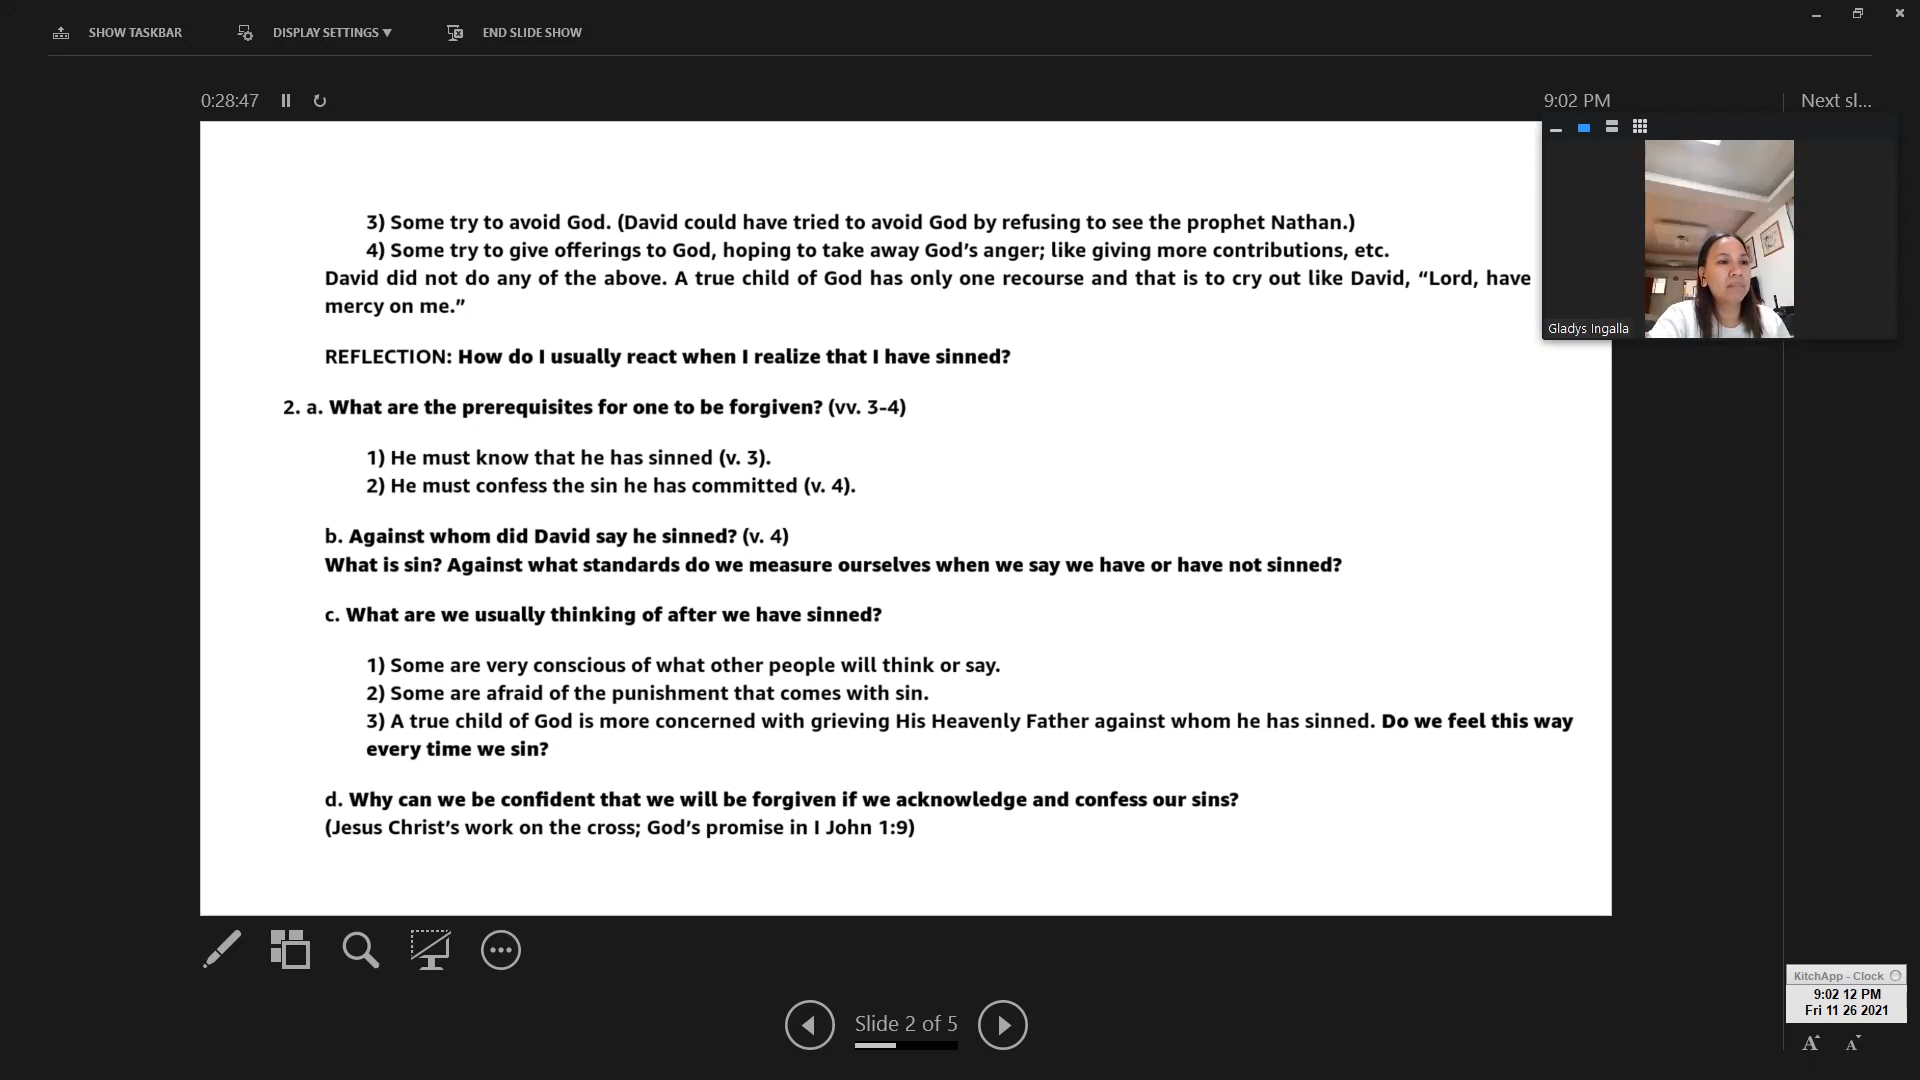 SHOW TASKBAR DISPLAY SETTINGS ▼ END SLIDE SHOW
0:28:47 9:02 PM Next sl...
3) Some try to avoid God. (David could have tried to avoid God by refusing to see the prophet Nathan.)
4) Some try to give offerings to God, hoping to take away God’s anger; like giving more contributions, etc.
David did not do any of the above. A true child of God has only one recourse and that is to cry out like David, “Lord, have
mercy on me.”
REFLECTION: How do I usually react when I realize that I have sinned?
2. a. What are the prerequisites for one to be forgiven? (vv. 3-4)
1) He must know that he has sinned (v. 3).
2) He must confess the sin he has committed (v. 4).
b. Against whom did David say he sinned? (v. 4)
What is sin? Against what standards do we measure ourselves when we say we have or have not sinned?
c. What are we usually thinking of after we have sinned?
1) Some are very conscious of what other people will think or say.
2) Some are afraid of the punishment that comes with sin.
3) A true child of God is more concerned with grieving His Heavenly Father against whom he has sinned. Do we feel this way
every time we sin?
d. Why can we be confident that we will be forgiven if we acknowledge and confess our sins?
(Jesus Christ’s work on the cross; God’s promise in I John 1:9)
Gladys Ingalla
Slide 2 of 5
KitchApp - Clock
9:02 12 PM
Fri 11 26 2021
A A